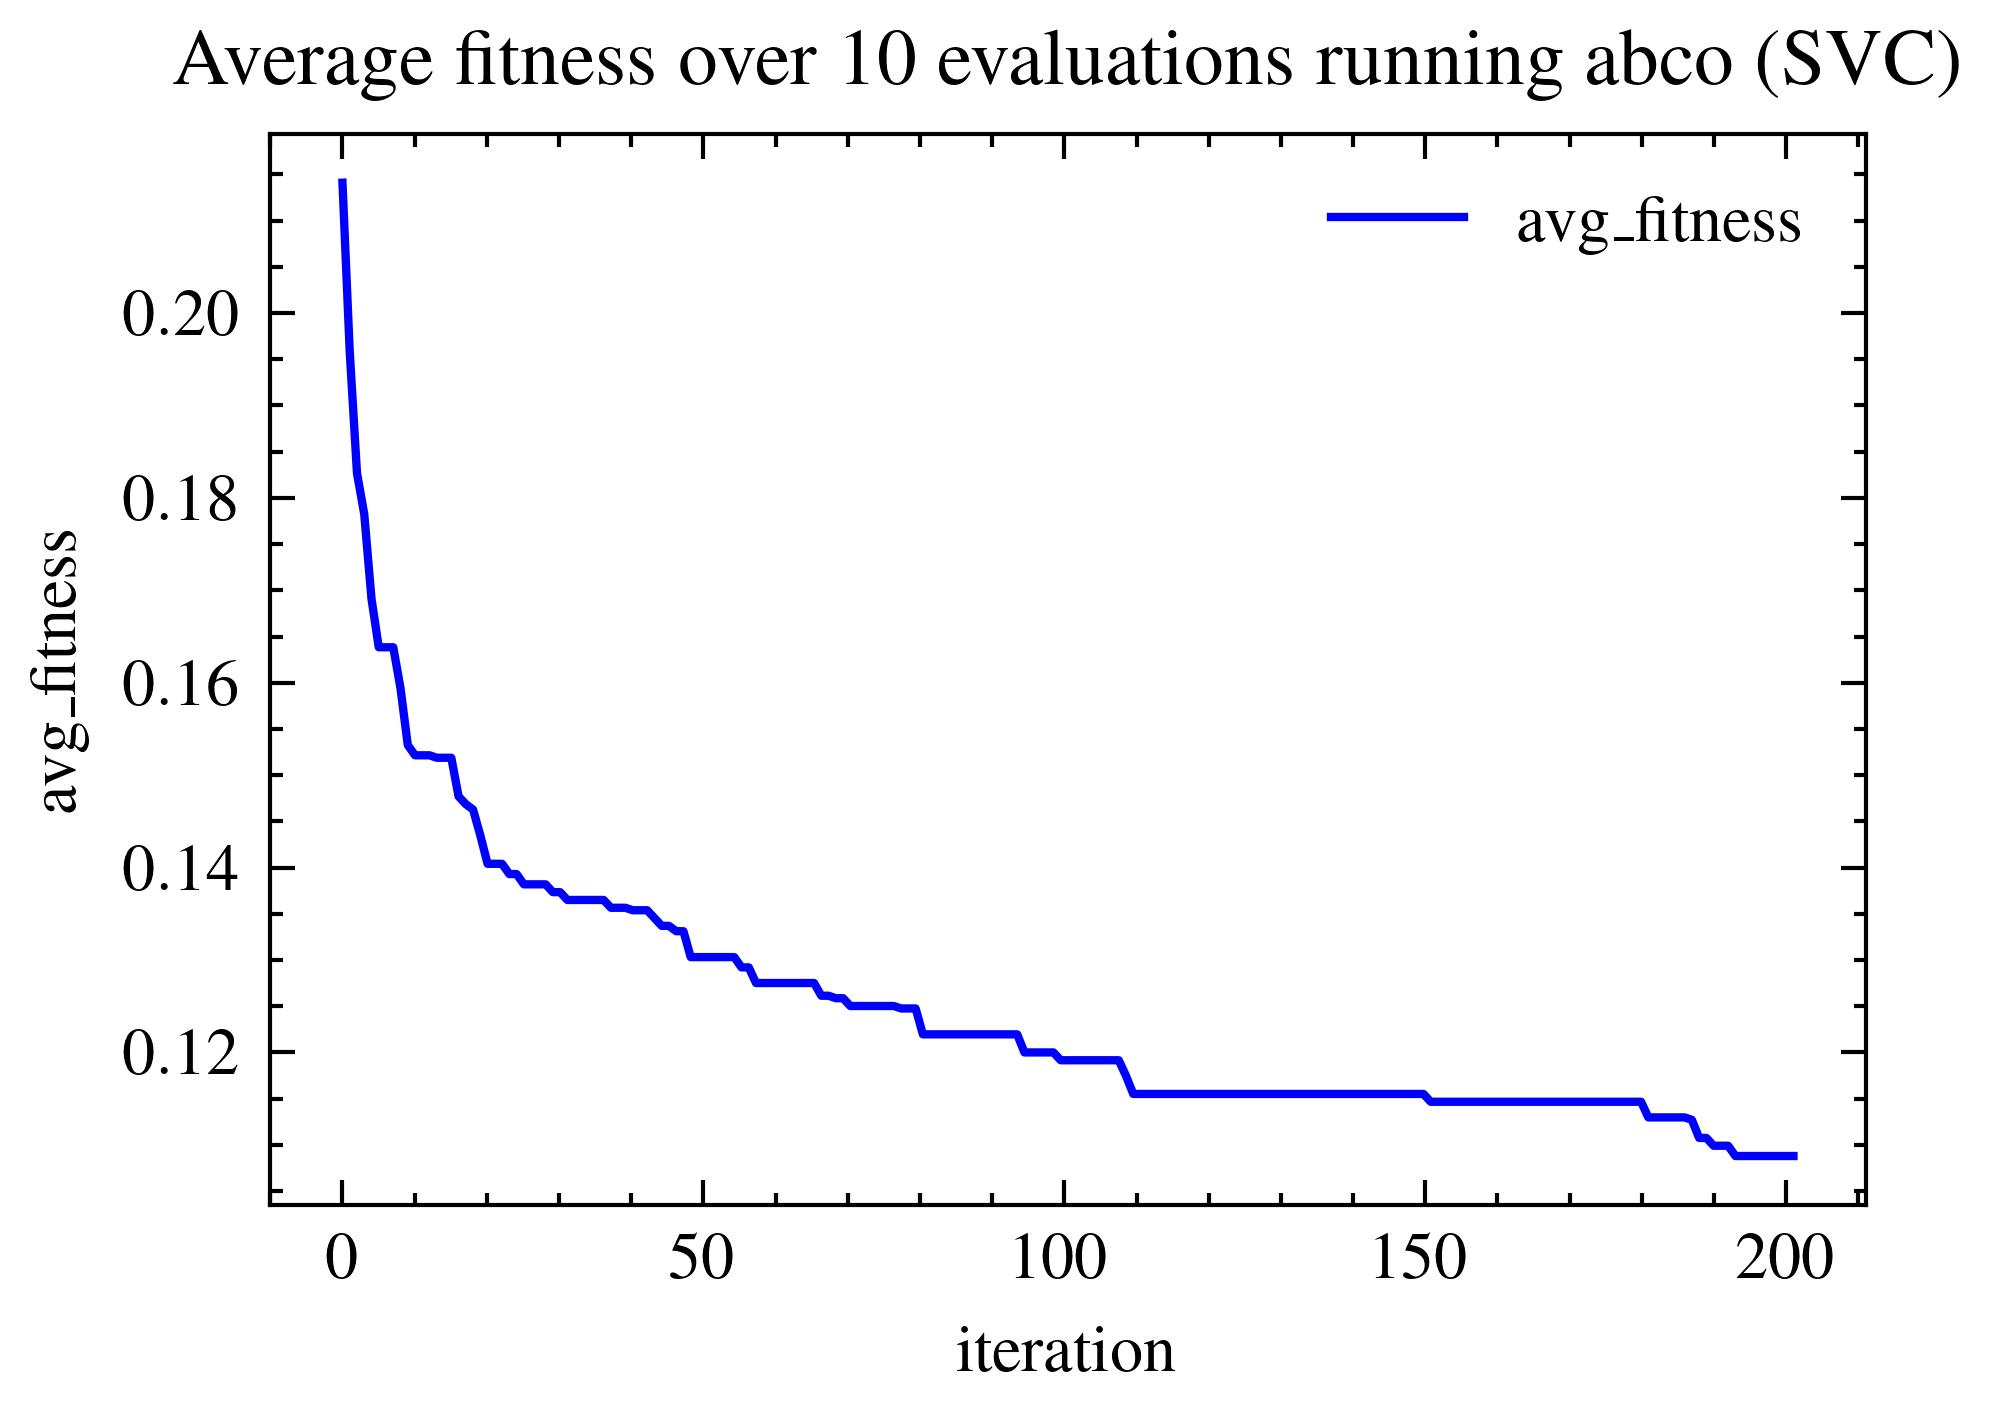 Average fitness over 10 evaluations running abco (SVC)
avg_fitness
0.20
0.18
0.16
0.14
0.12
avg_fitness
0 50 100 150 200
iteration